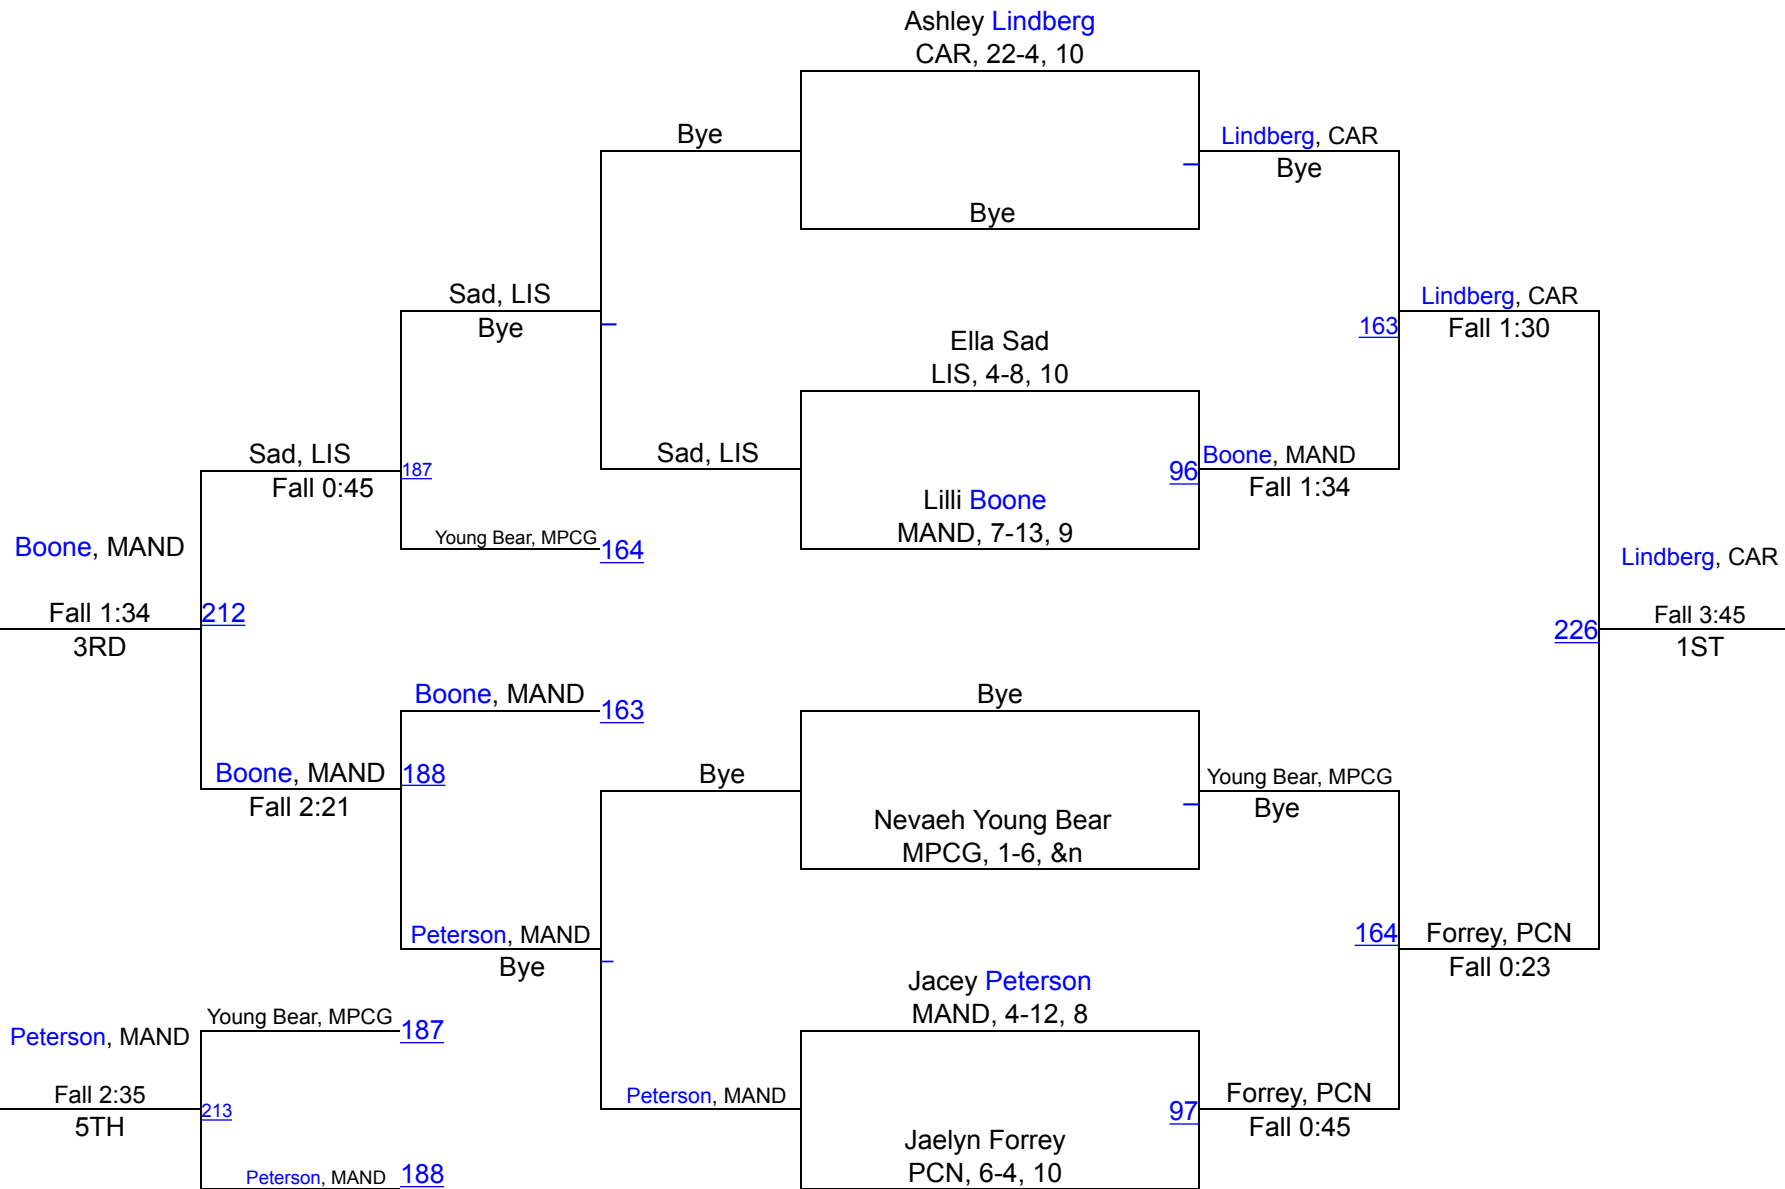 Ashley Lindberg
CAR, 22-4, 10
Bye
Lindberg, CAR
Bye
Bye
Sad, LIS
Bye
Lindberg, CAR
163
Fall 1:30
Ella Sad
LIS, 4-8, 10
Sad, LIS
187
Fall 0:45
Sad, LIS
96
Boone, MAND
Fall 1:34
Lilli Boone
MAND, 7-13, 9
Young Bear, MPCG
164
Boone, MAND
Fall 1:34
212
3RD
Lindberg, CAR
226
Fall 3:45
1ST
Boone, MAND
163
Bye
Boone, MAND
188
Fall 2:21
Bye
Young Bear, MPCG
Bye
Nevaeh Young Bear
MPCG, 1-6, &n
Peterson, MAND
Bye
164
Forrey, PCN
Fall 0:23
Jacey Peterson
MAND, 4-12, 8
Young Bear, MPCG
187
Peterson, MAND
Fall 2:35
213
5TH
Peterson, MAND
97
Forrey, PCN
Fall 0:45
Jaelyn Forrey
PCN, 6-4, 10
Peterson, MAND
188